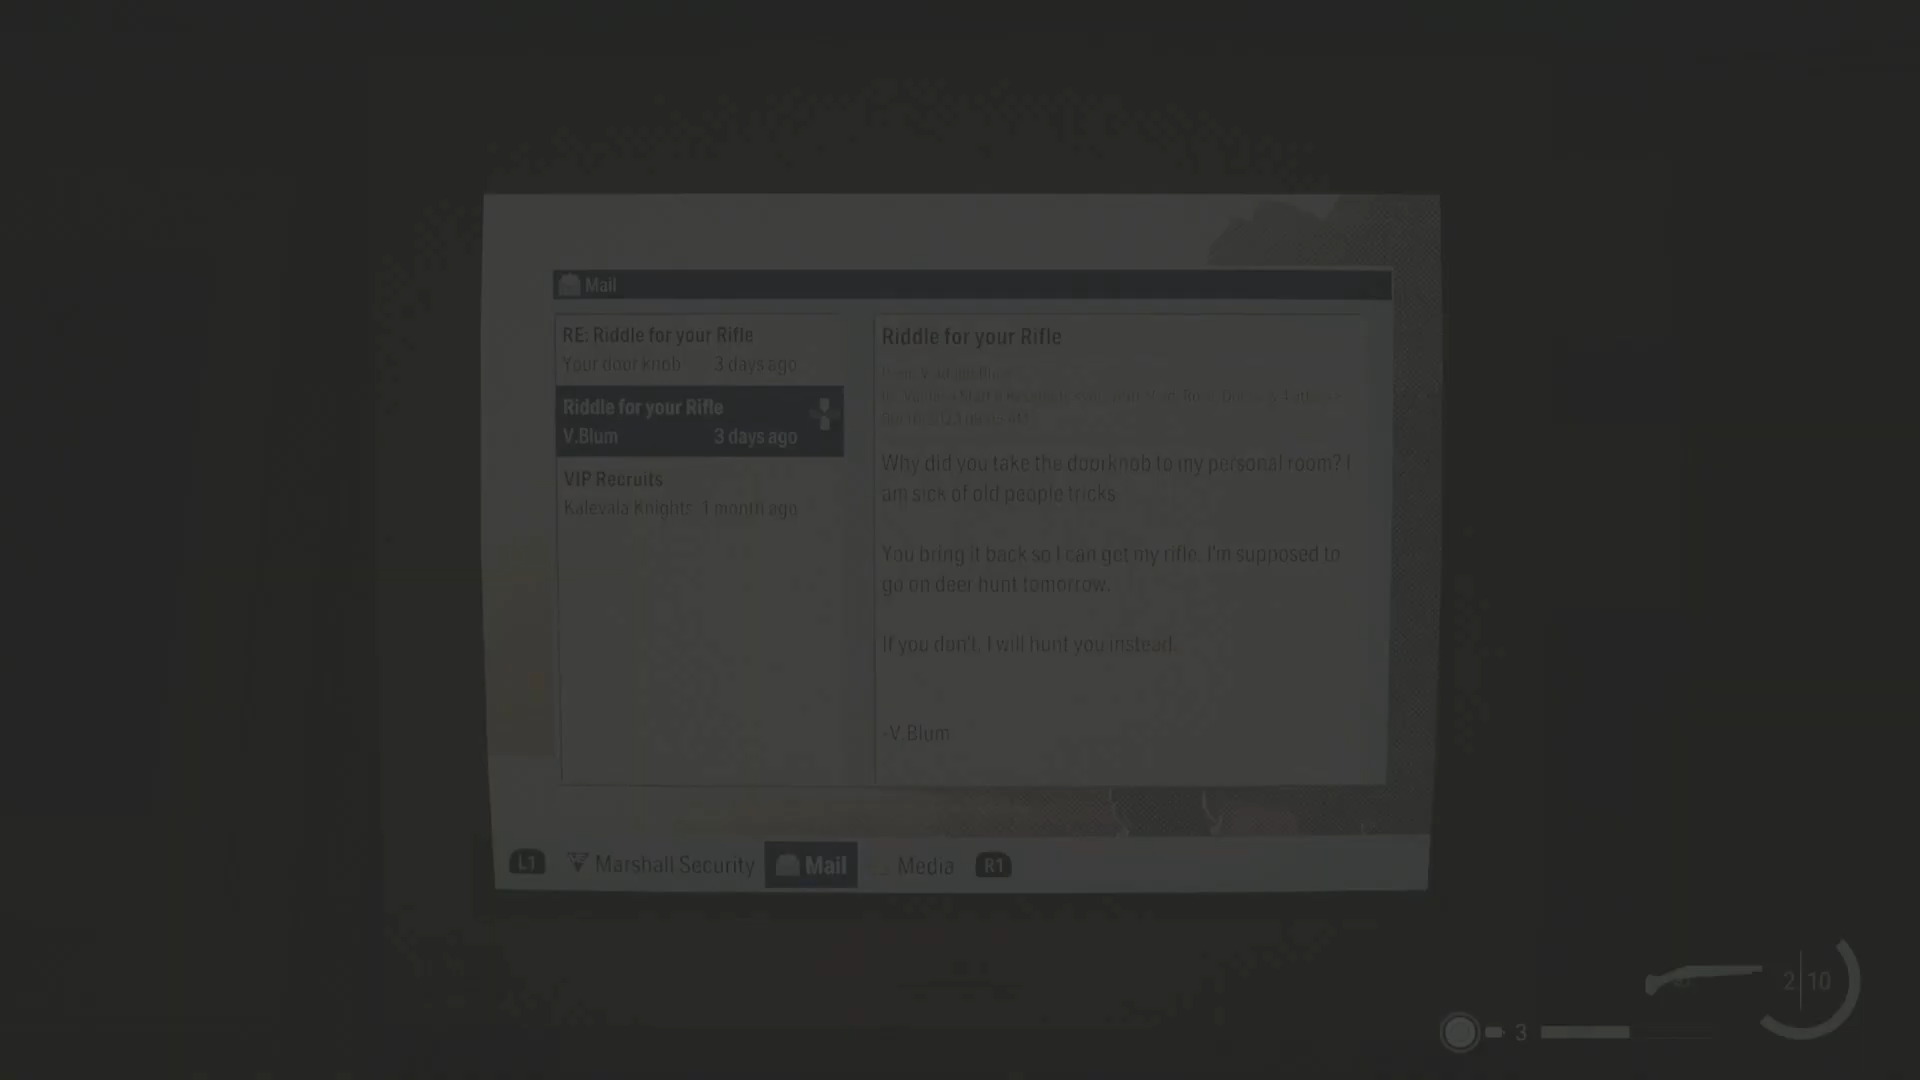 Mail
RE: Riddle for your Rifle
Your door knob 3 days ago
Riddle for your Rifle
V.Blum 3 days ago
VIP Recruits
Kalevala Knights 1 month ago
Riddle for your Rifle
Why did you take the doorknob to my personal room? I
am sick of old people tricks
You bring it back so I can get my rifle. I'm supposed to
go on deer hunt tomorrow.
If you don't. I will hunt you instead.
-V.Blum
L1 Marshall Security Mail Media R1
2 10
3